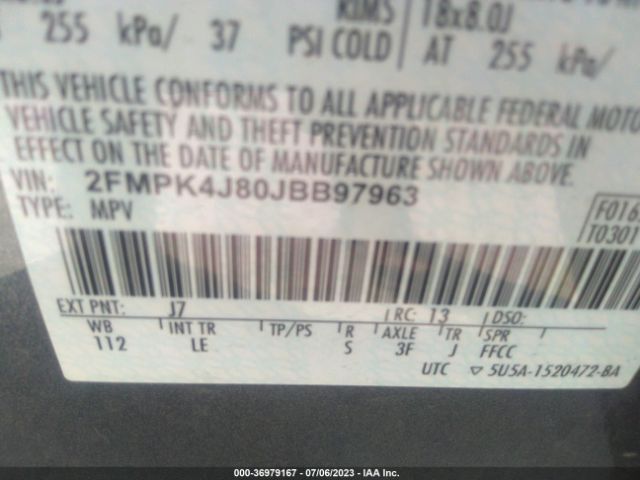 255 kPa/ 37 PSI COLD
RIMS 18x8.0J
AT 255 kPa/
THIS VEHICLE CONFORMS TO ALL APPLICABLE FEDERAL MOTO
VEHICLE SAFETY AND THEFT PREVENTION STANDARDS IN
EFFECT ON THE DATE OF MANUFACTURE SHOWN ABOVE.
VIN: 2FMPK4J80JBB97963
TYPE: MPV
F016
T0301
EXT PNT: J7 RC: 13 DSO:
WB INT TR TP/PS R AXLE TR SPR
112 LE S 3F J FFCC
UTC ▽ 5U5A-1520472-BA
000-36979167 - 07/06/2023 - IAA Inc.